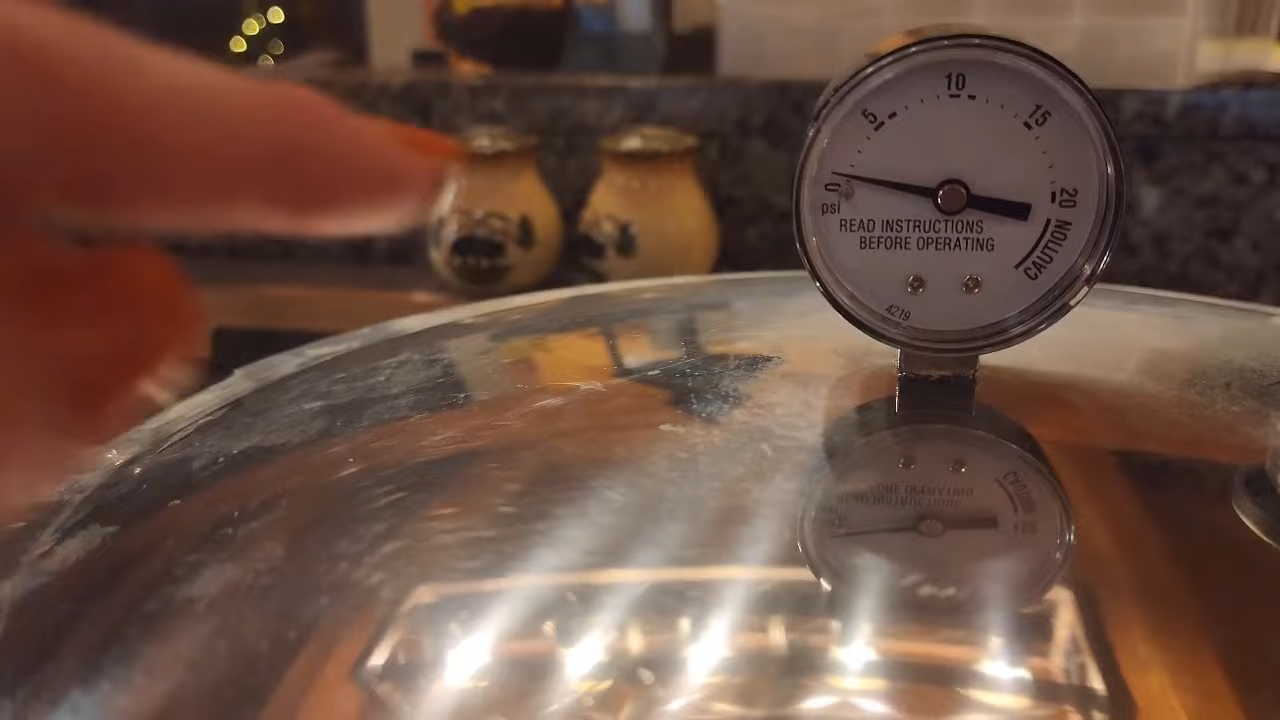 10
5
15
0
20
psi
READ INSTRUCTIONS
BEFORE OPERATING
CAUTION
4219